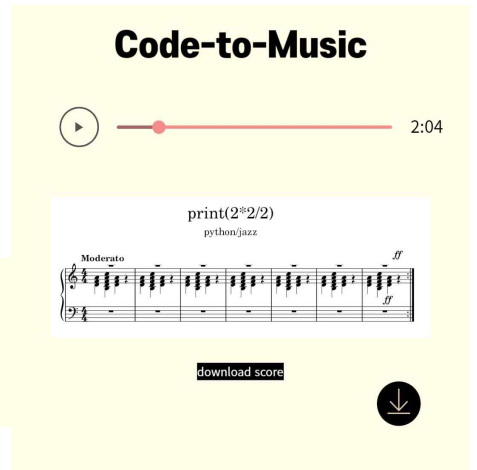 Code-to-Music
2:04
print(2*2/2)
python/jazz
Moderato
ff
ff
download score